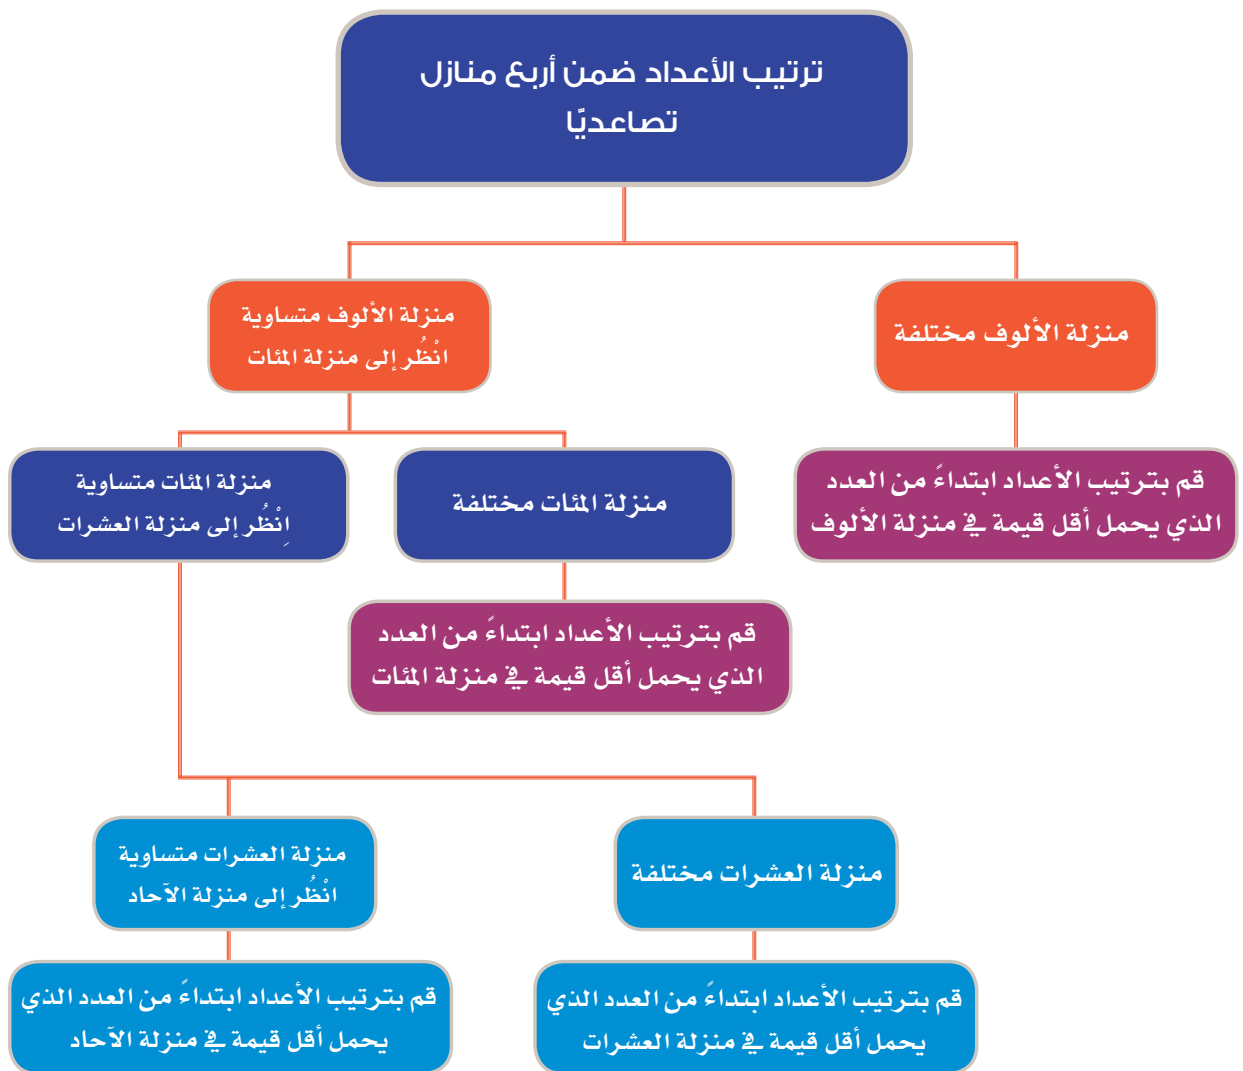 ترتيب الأعداد ضمن أربع منازل
تصاعديّا
منزلة الألوف مختلفة
منزلة الألوف متساوية
انْظُر إلى منزلة المئات
قم بترتيب الأعداد ابتداءً من العدد
الذي يحمل أقل قيمة في منزلة الألوف
منزلة المئات مختلفة
منزلة المئات متساوية
اِنْظُر إلى منزلة العشرات
قم بترتيب الأعداد ابتداءً من العدد
الذي يحمل أقل قيمة في منزلة المئات
منزلة العشرات مختلفة
منزلة العشرات متساوية
انْظُر إلى منزلة الآحاد
قم بترتيب الأعداد ابتداءً من العدد الذي
يحمل أقل قيمة في منزلة العشرات
قم بترتيب الأعداد ابتداءً من العدد الذي
يحمل أقل قيمة في منزلة الآحاد